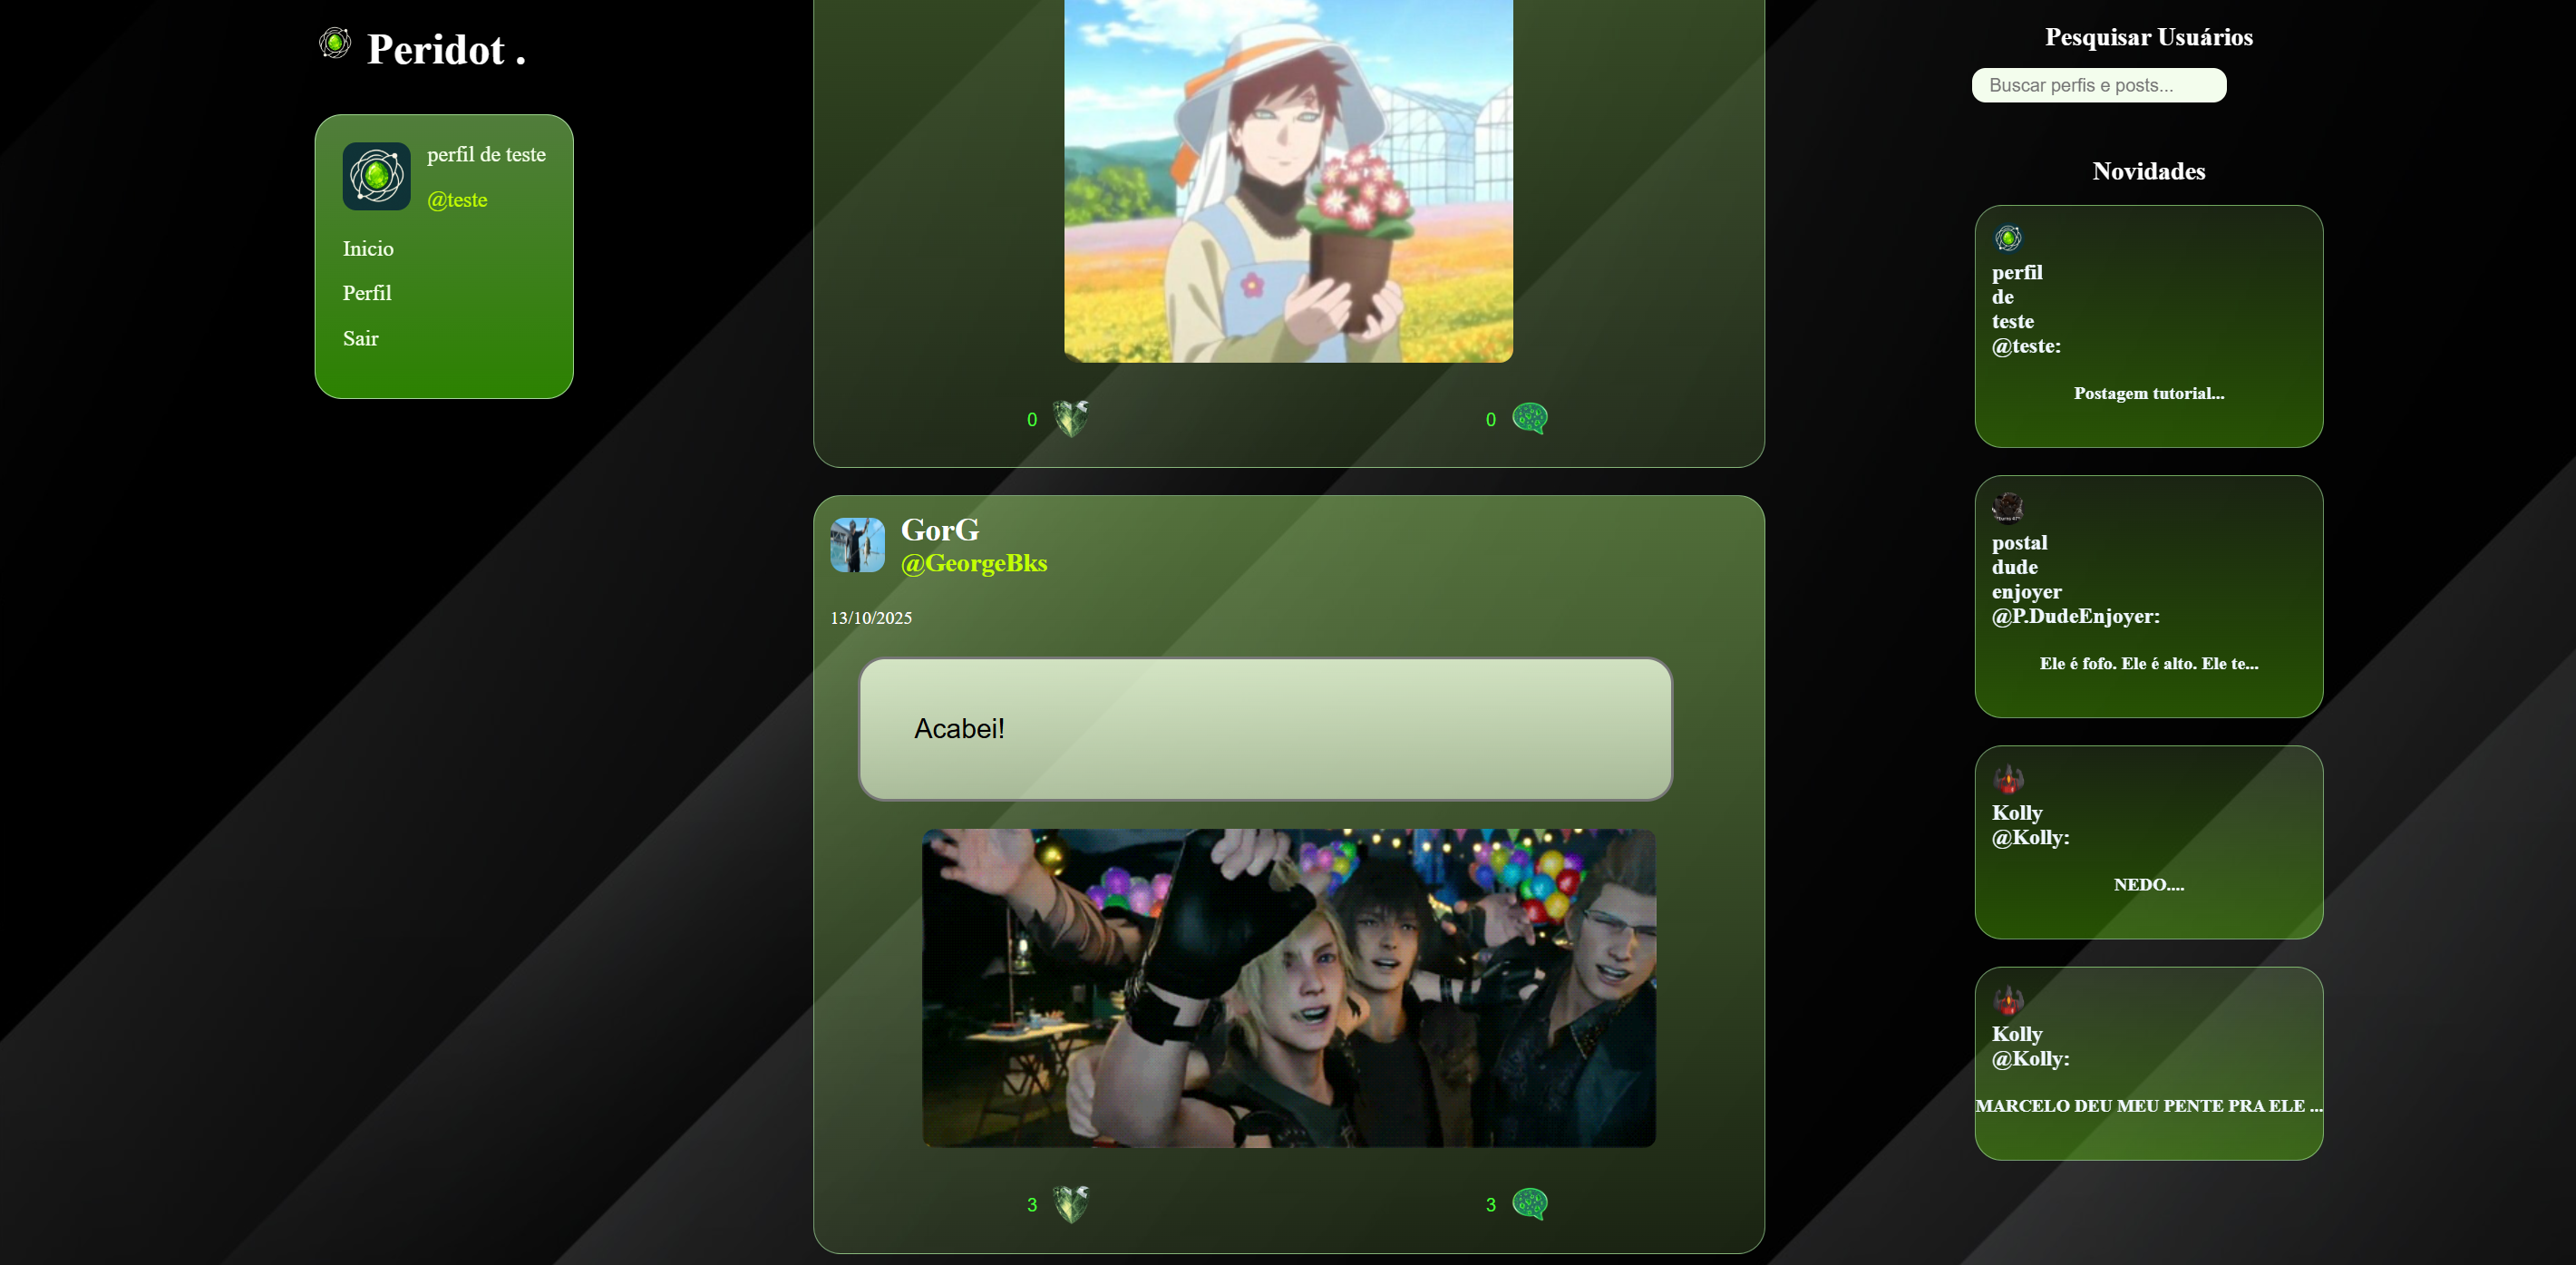 Peridot .
perfil de teste
@teste
Inicio
Perfil
Sair
0
0
GorG
@GeorgeBks
13/10/2025
Acabei!
3
3
Pesquisar Usuários
Buscar perfis e posts...
Novidades
perfil
de
teste
@teste:
Postagem tutorial...
postal
dude
enjoyer
@P.DudeEnjoyer:
Ele é fofo. Ele é alto. Ele te...
Kolly
@Kolly:
NEDO....
Kolly
@Kolly:
MARCELO DEU MEU PENTE PRA ELE ...